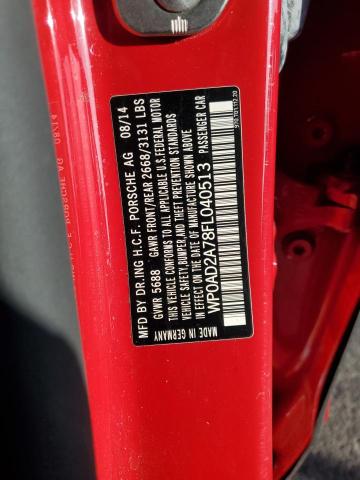 MFD BY DR.ING H.C.F. PORSCHE AG 08/14
GVWR 5688 GAWR FRONT/REAR 2668/3131 LBS
THIS VEHICLE CONFORMS TO ALL APPLICABLE U.S.FEDERAL MOTOR
VEHICLE SAFETY,BUMPER,AND THEFT PREVENTION STANDARDS
IN EFFECT ON THE DATE OF MANUFACTURE SHOWN ABOVE
WP0AD2A78FL040513 PASSENGER CAR
MADE IN GERMANY